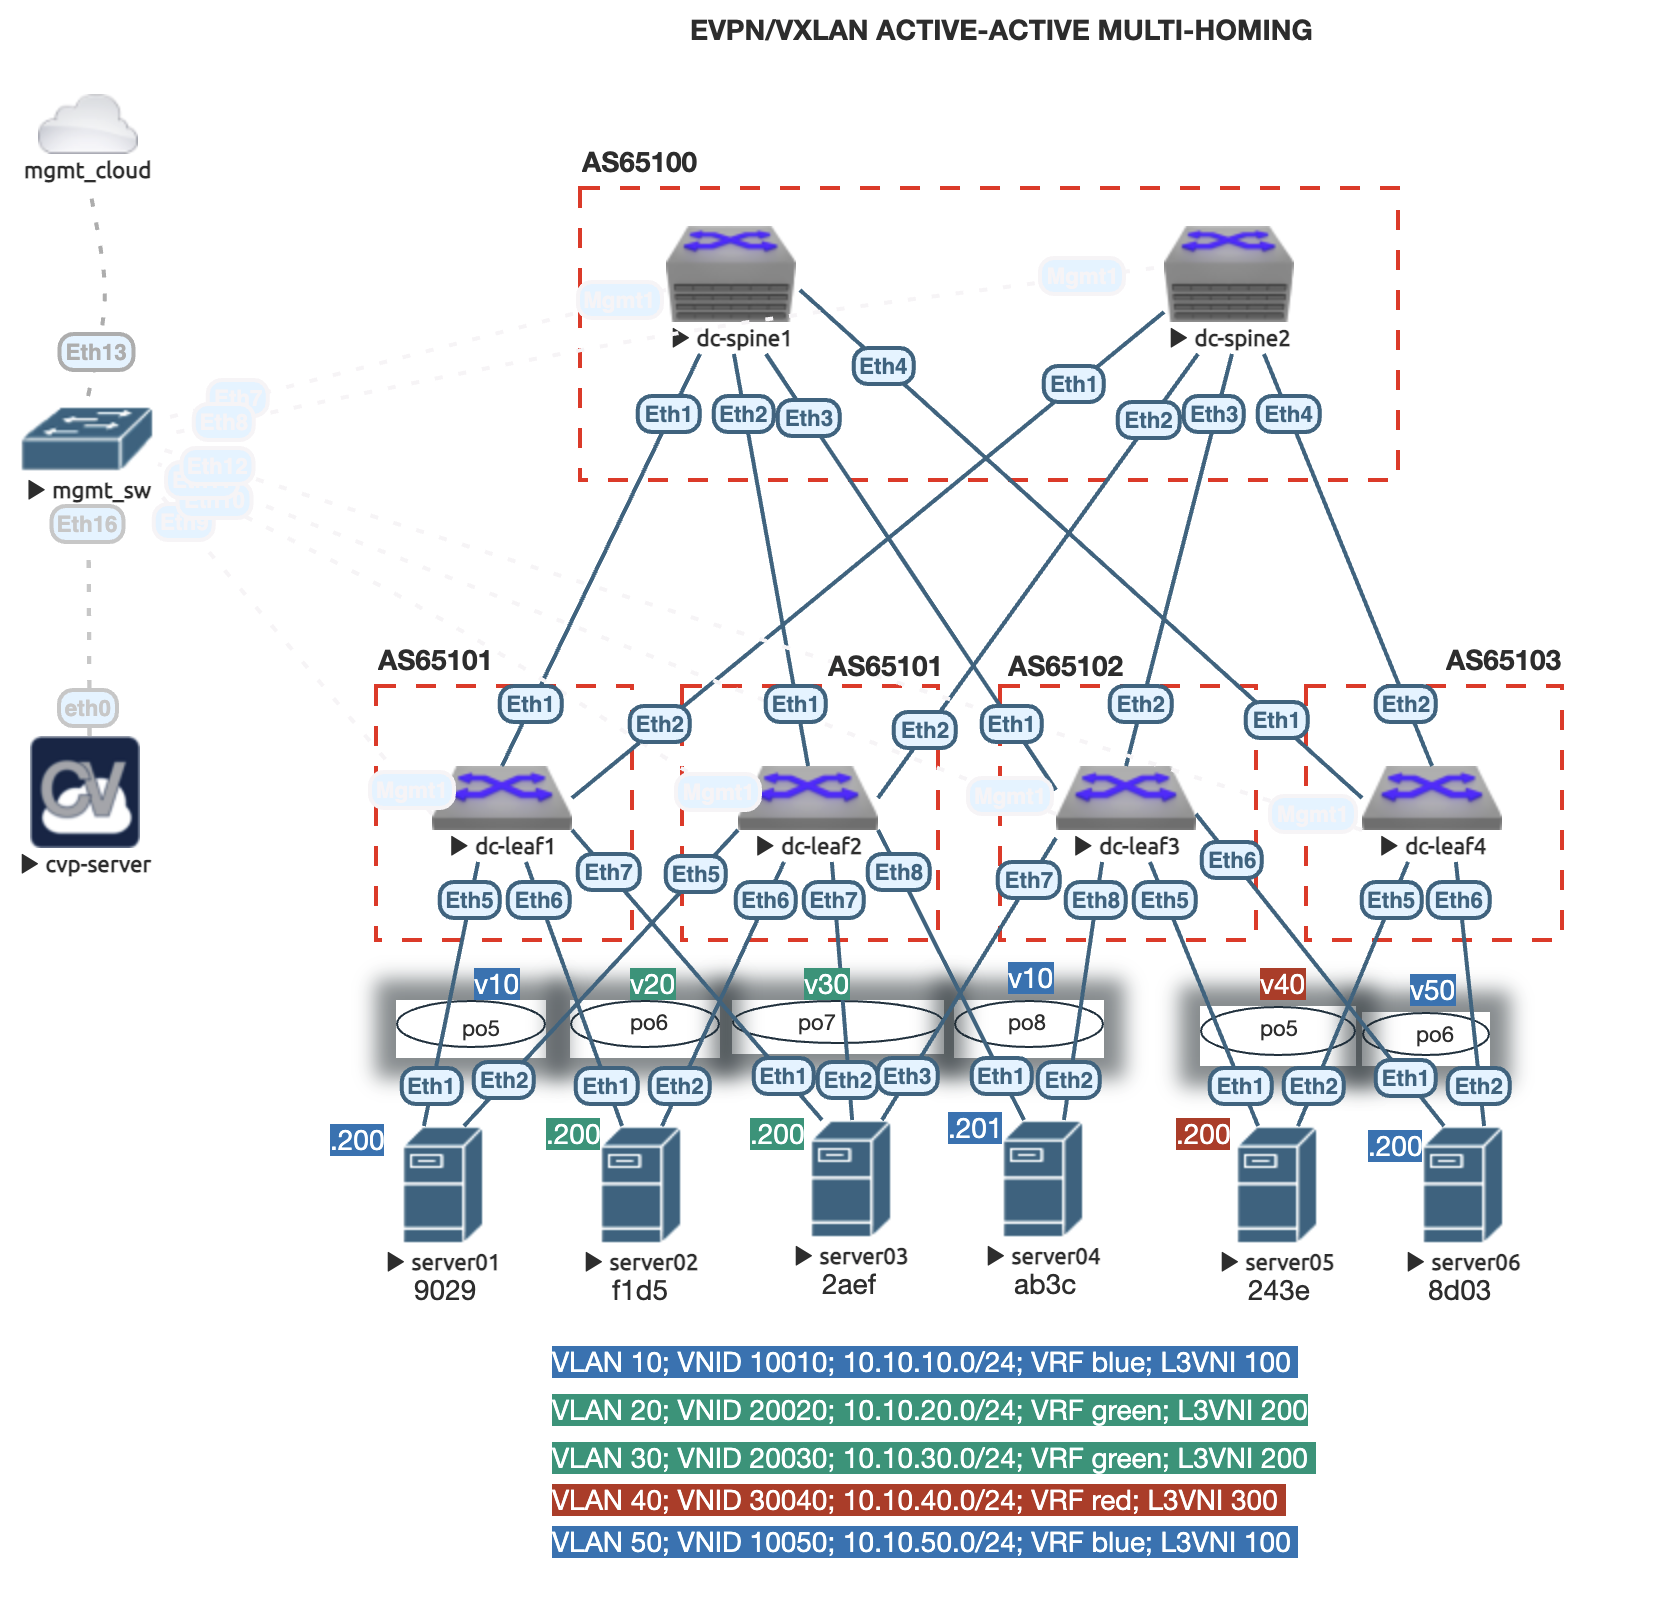 EVPN/VXLAN ACTIVE-ACTIVE MULTI-HOMING
mgmt_cloud
AS65100
Mgmt1
Mgmt1
dc-spine1
dc-spine2
Eth13
Eth4
Eth1
Eth7
Eth8
Eth1
Eth2
Eth3
Eth2
Eth3
Eth4
Eth12
mgmt_sw
Eth16
Eth10
Eth9
AS65101
AS65101
AS65102
AS65103
eth0
Eth1
Eth2
Eth1
Eth2
Eth1
Eth2
Eth1
Eth2
CV
Mgmt1
Mgmt1
Mgmt1
Mgmt1
dc-leaf1
dc-leaf2
dc-leaf3
dc-leaf4
cvp-server
Eth7
Eth5
Eth8
Eth7
Eth6
Eth5
Eth6
Eth6
Eth7
Eth8
Eth5
Eth5
Eth6
v10
v20
v30
v10
v40
v50
po5
po6
po7
po8
po5
po6
Eth1
Eth2
Eth1
Eth2
Eth1
Eth2
Eth3
Eth1
Eth2
Eth1
Eth2
Eth1
Eth2
.200
.200
.200
.201
.200
.200
server01
server02
server03
server04
server05
server06
9029
f1d5
2aef
ab3c
243e
8d03
VLAN 10; VNID 10010; 10.10.10.0/24; VRF blue; L3VNI 100
VLAN 20; VNID 20020; 10.10.20.0/24; VRF green; L3VNI 200
VLAN 30; VNID 20030; 10.10.30.0/24; VRF green; L3VNI 200
VLAN 40; VNID 30040; 10.10.40.0/24; VRF red; L3VNI 300
VLAN 50; VNID 10050; 10.10.50.0/24; VRF blue; L3VNI 100